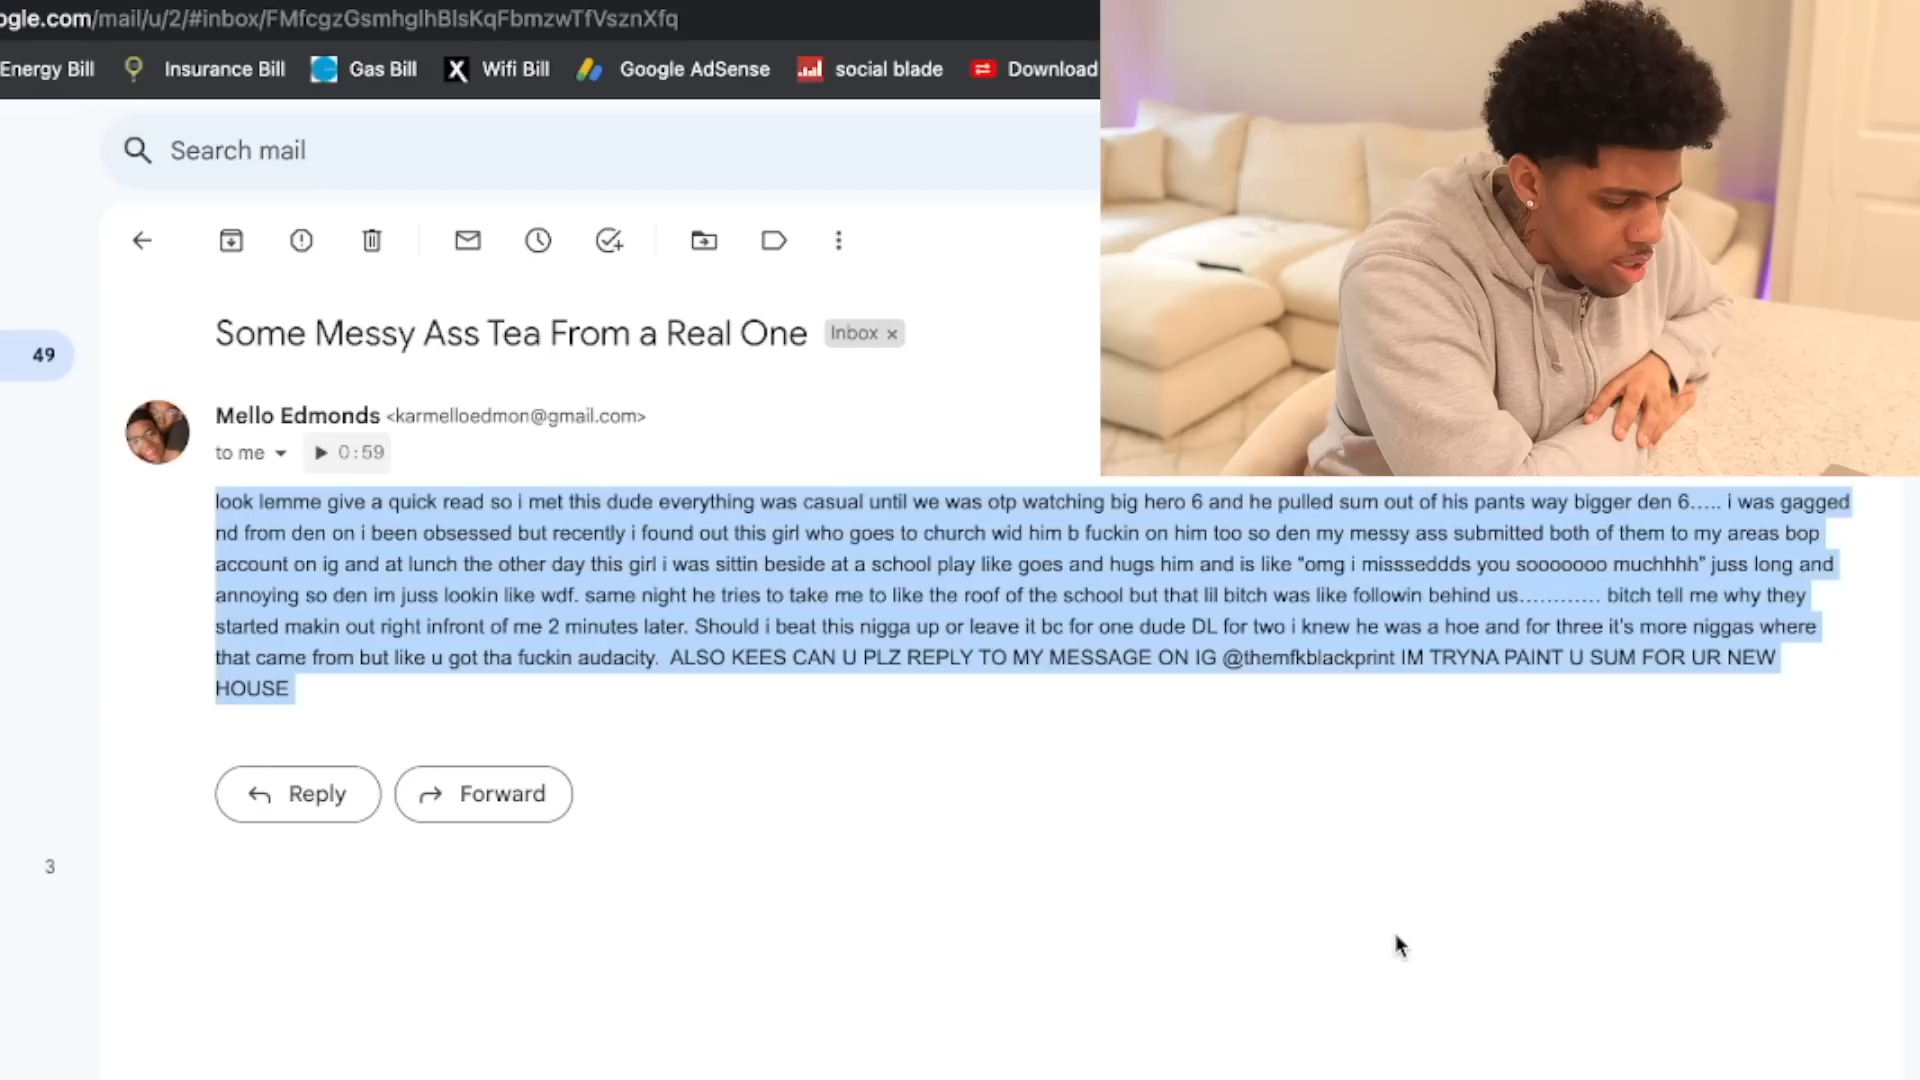 ogle.com/mail/u/2/#inbox/FMfcgzGsmhglhBlsKqFbmzwTfVsznXfq
Energy Bill Insurance Bill Gas Bill Wifi Bill Google AdSense social blade Download
Search mail
Some Messy Ass Tea From a Real One Inbox ×
49
Mello Edmonds <karmelloedmon@gmail.com>
to me 0:59
look lemme give a quick read so i met this dude everything was casual until we was otp watching big hero 6 and he pulled sum out of his pants way bigger den 6..... i was gagged
nd from den on i been obsessed but recently i found out this girl who goes to church wid him b fuckin on him too so den my messy ass submitted both of them to my areas bop
account on ig and at lunch the other day this girl i was sittin beside at a school play like goes and hugs him and is like "omg i missseddds you sooooooo muchhhh" juss long and
annoying so den im juss lookin like wdf. same night he tries to take me to like the roof of the school but that lil bitch was like followin behind us............ bitch tell me why they
started makin out right infront of me 2 minutes later. Should i beat this nigga up or leave it bc for one dude DL for two i knew he was a hoe and for three it's more niggas where
that came from but like u got tha fuckin audacity. ALSO KEES CAN U PLZ REPLY TO MY MESSAGE ON IG @themfkblackprint IM TRYNA PAINT U SUM FOR UR NEW
HOUSE
Reply Forward
3